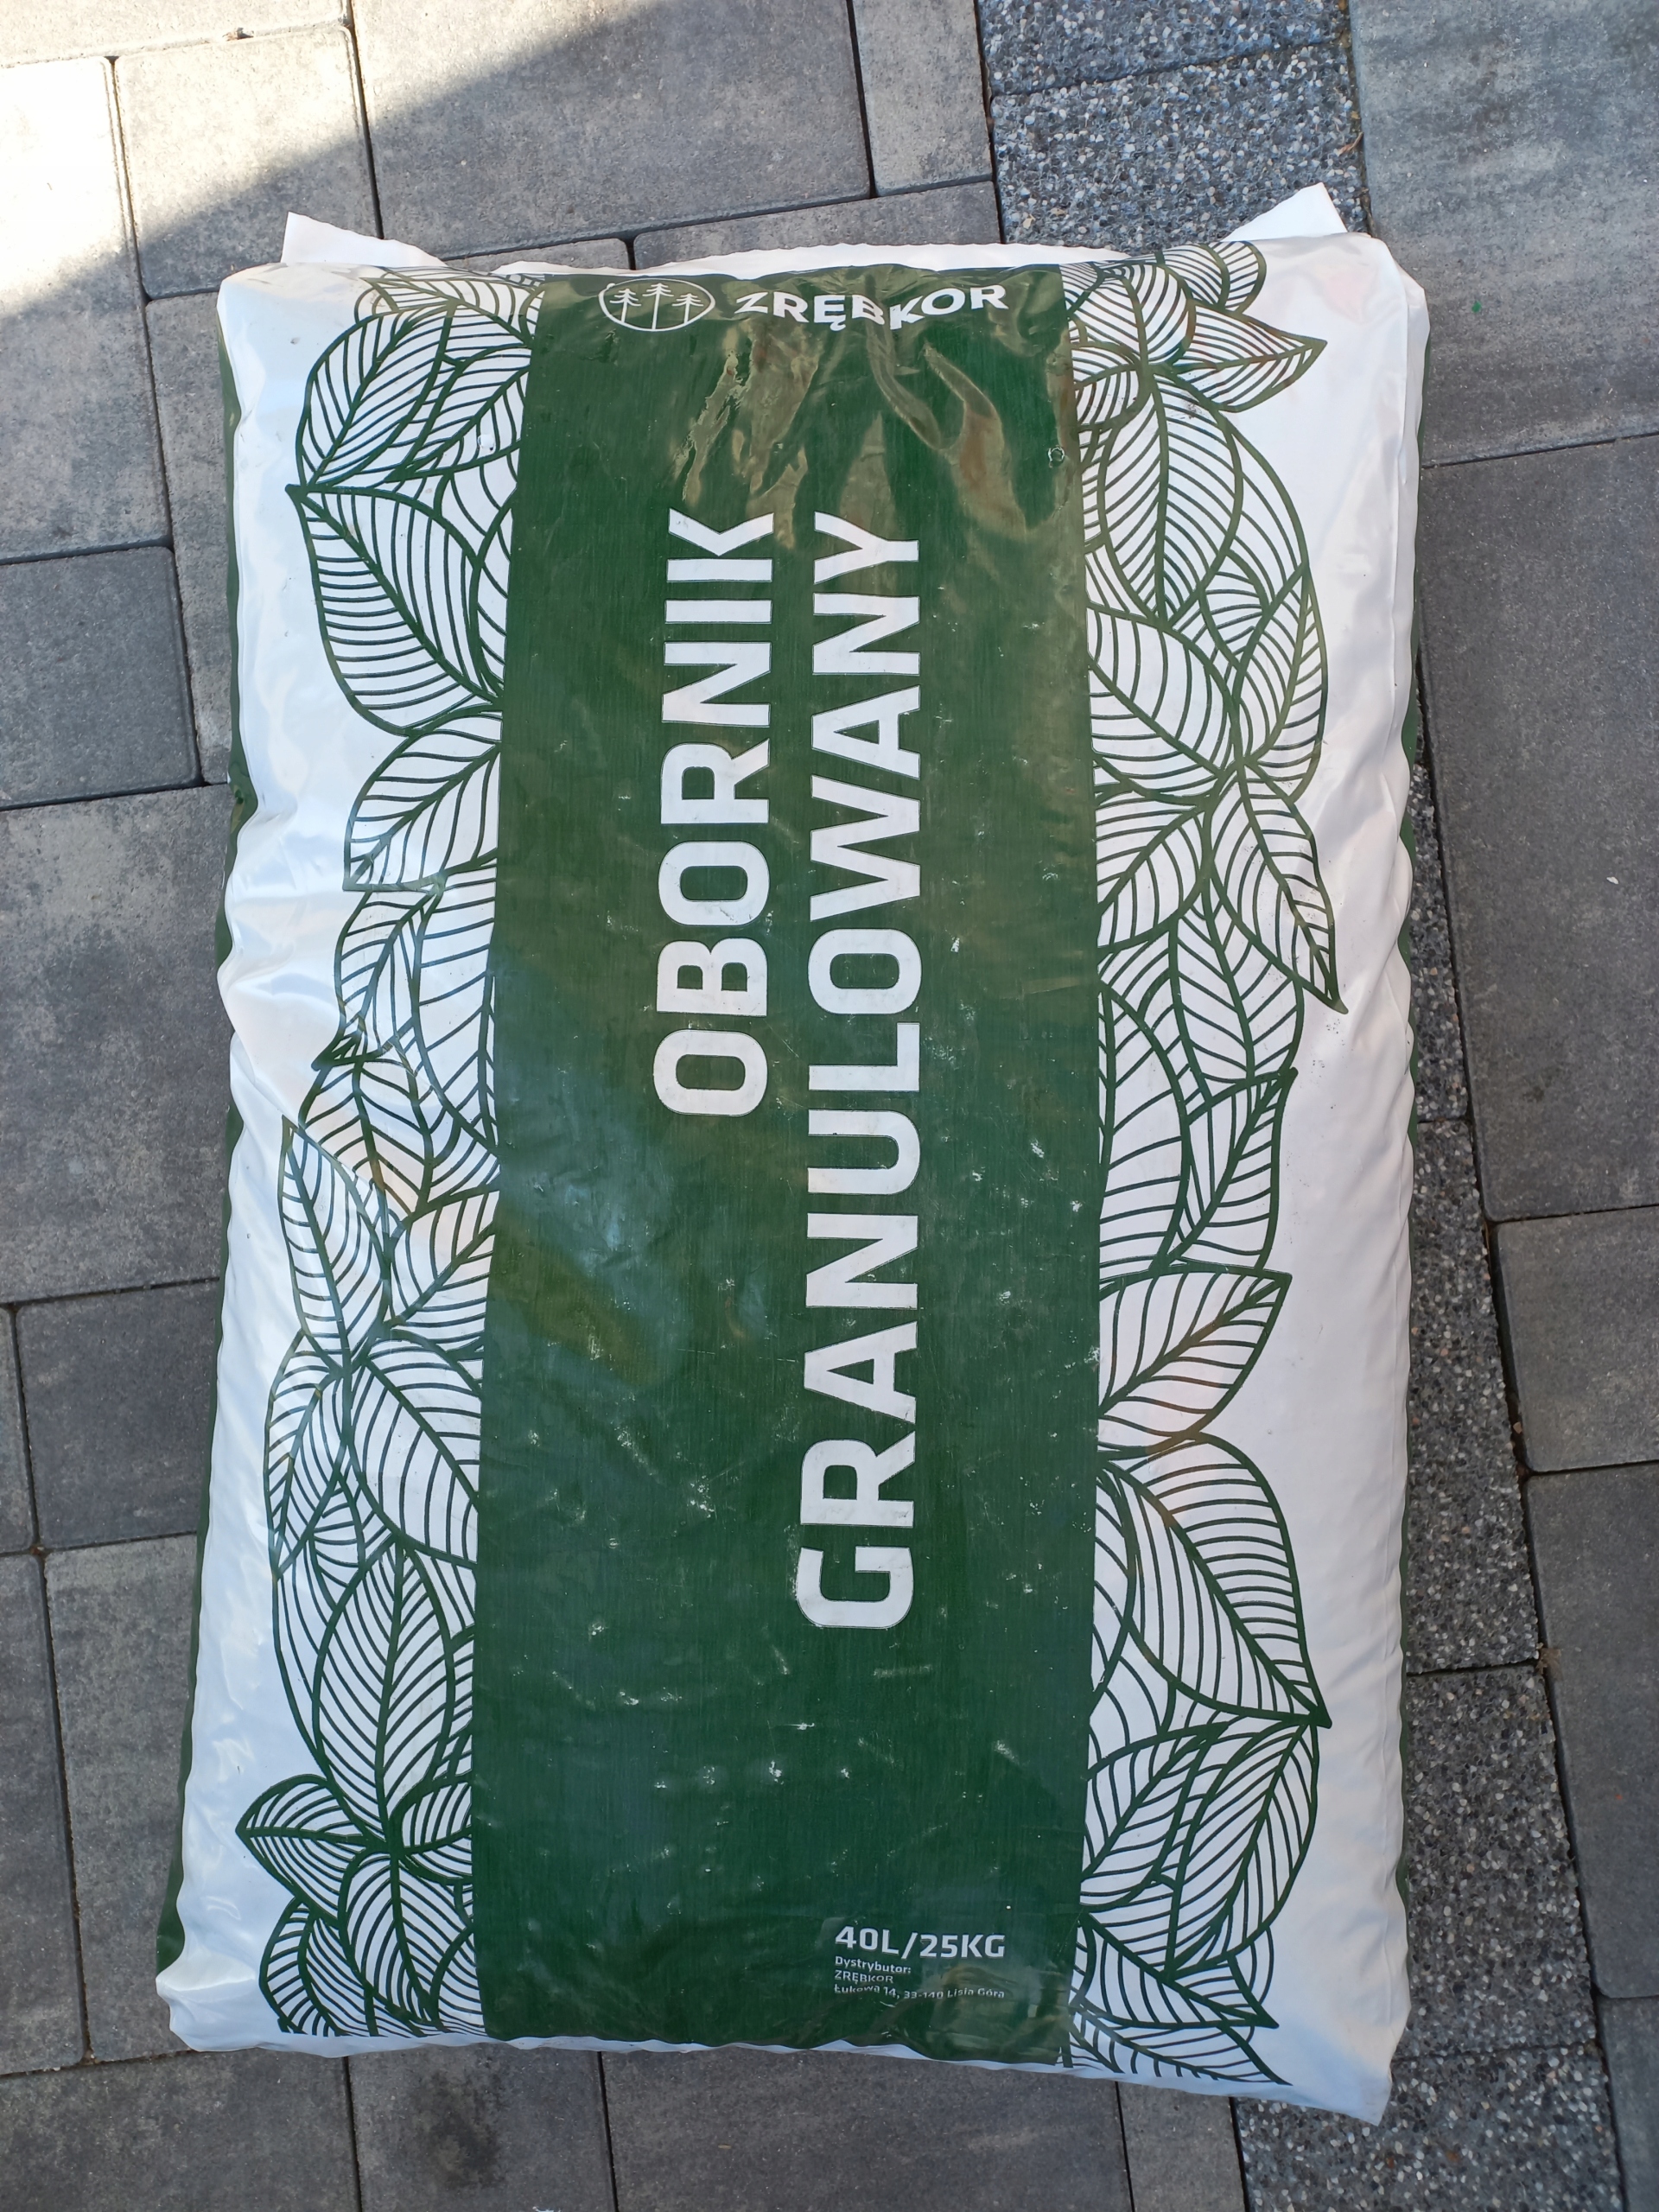 ZRĘBKOR
OBORNIK
GRANULOWANY
40L/25KG
Dystrybutor:
ZRĘBKOR
Łukowa 14, 33-140 Lisia Góra